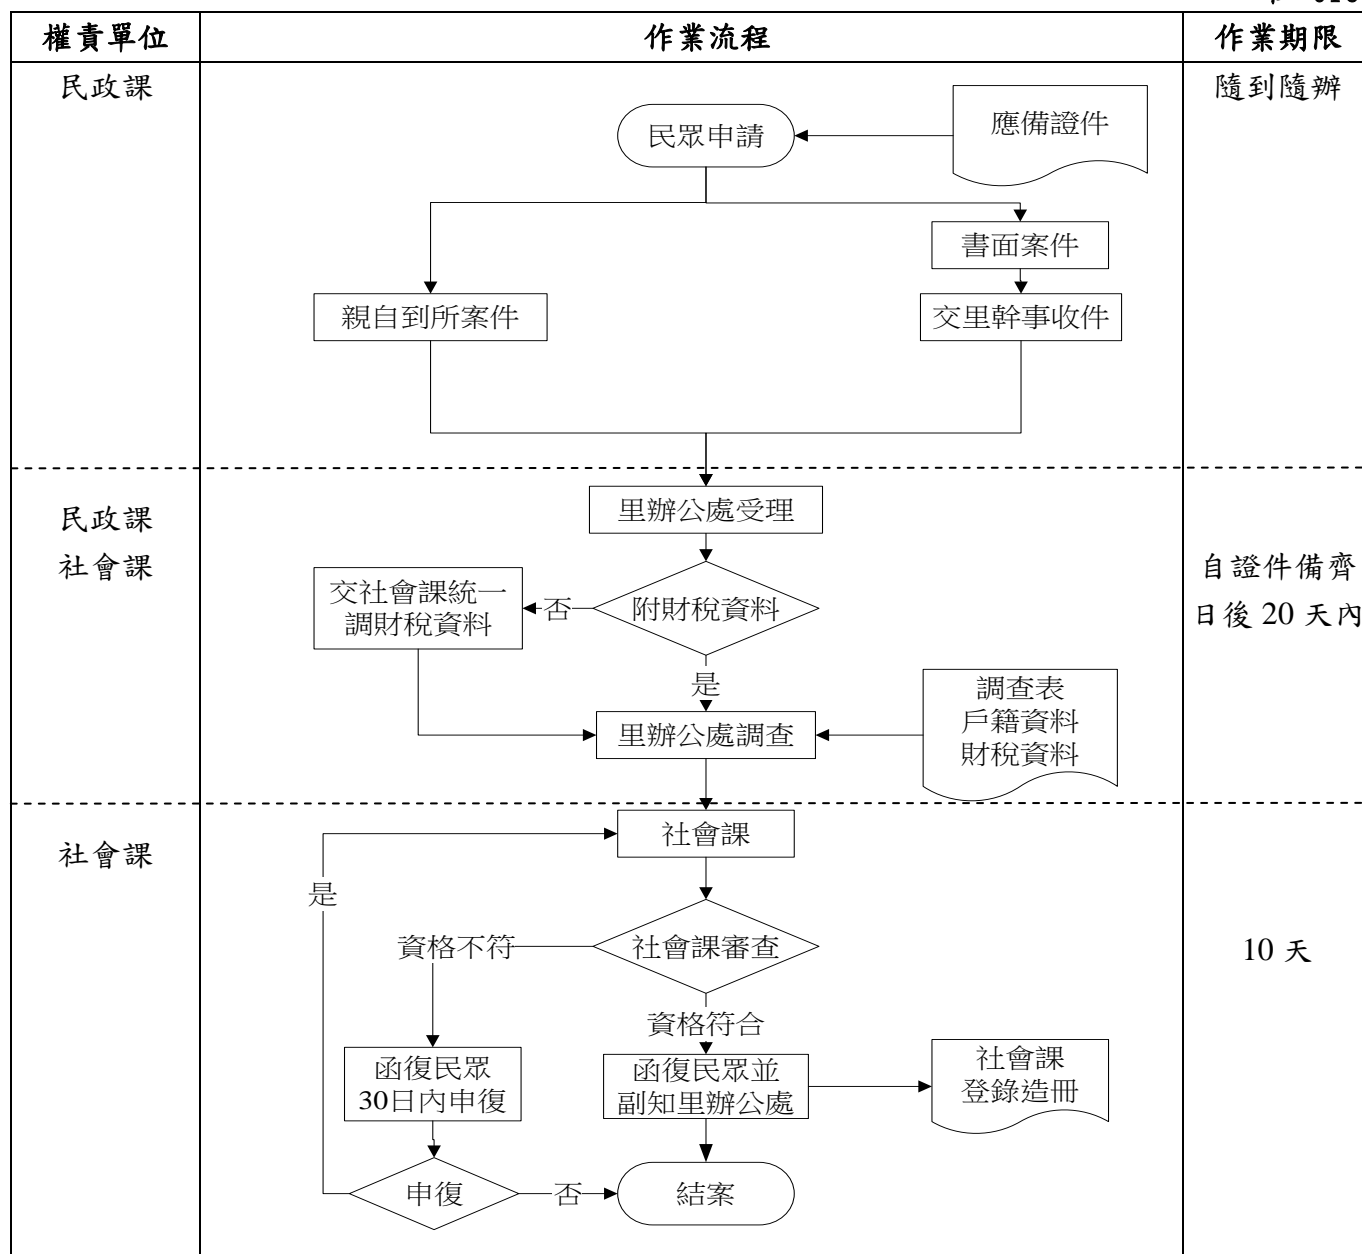 權責單位
作業流程
作業期限
民政課
隨到隨辦
民眾申請
應備證件
書面案件
親自到所案件
交里幹事收件
民政課
社會課
里辦公處受理
自證件備齊
日後 20 天內
交社會課統一
調財稅資料
否
附財稅資料
是
里辦公處調查
調查表
戶籍資料
財稅資料
社會課
社會課
是
資格不符
社會課審查
10 天
資格符合
函復民眾
30日內申復
函復民眾並
副知里辦公處
社會課
登錄造冊
申復
否
結案